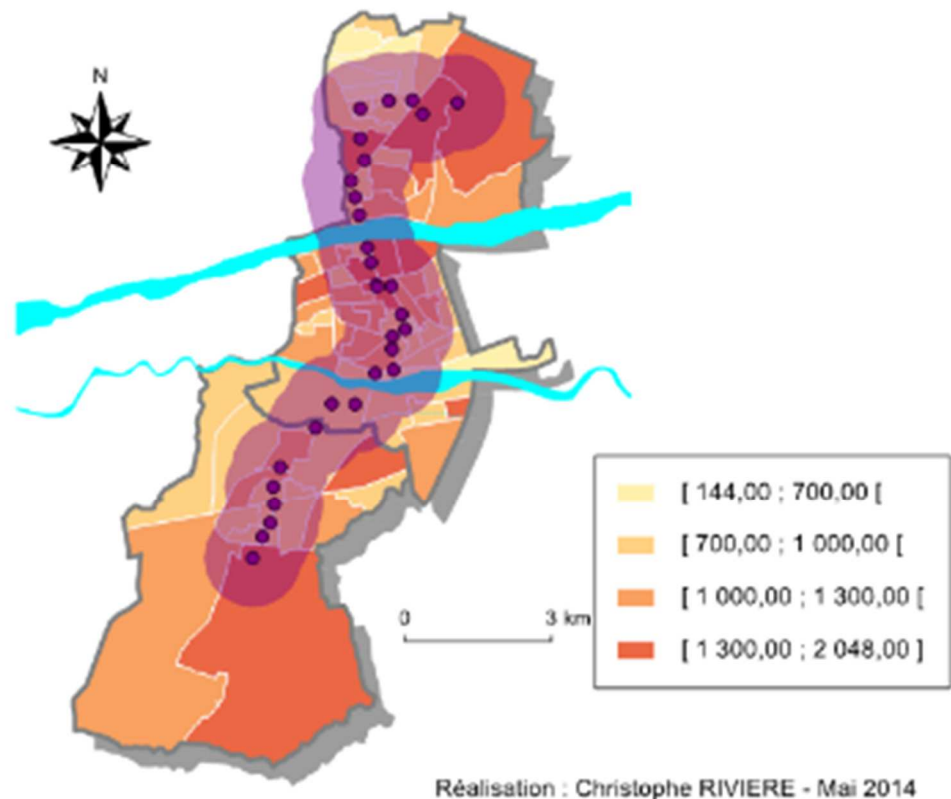 N
[ 144,00 ; 700,00 [
[ 700,00 ; 1 000,00 [
[ 1 000,00 ; 1 300,00 [
[ 1 300,00 ; 2 048,00 ]
0 3 km
Réalisation : Christophe RIVIERE - Mai 2014